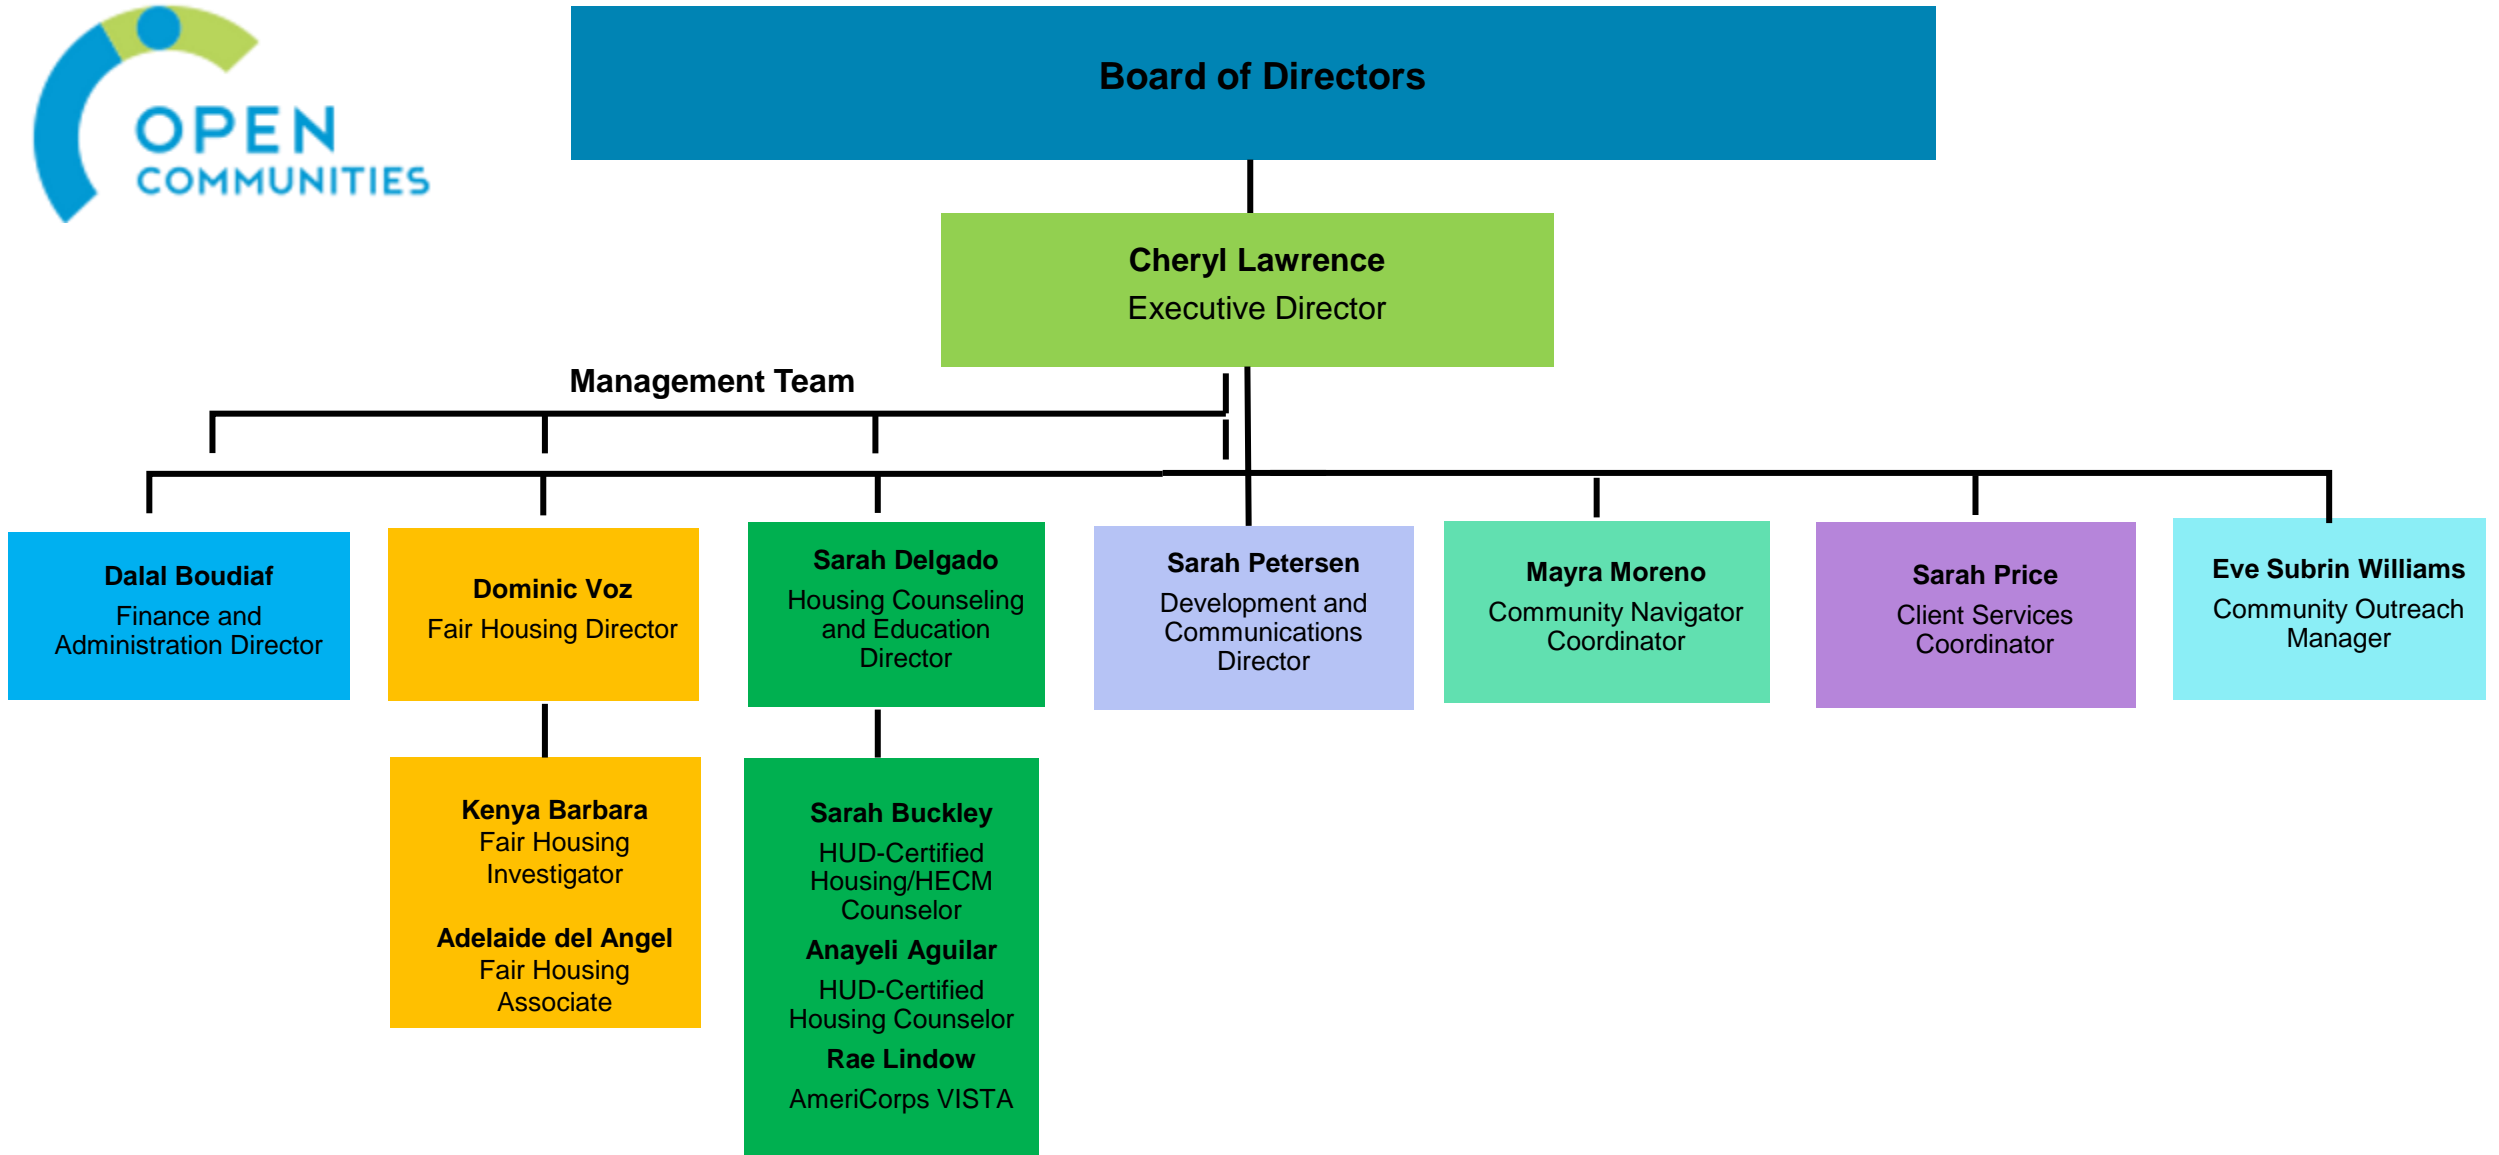 OPEN
COMMUNITIES
Board of Directors
Cheryl Lawrence
Executive Director
Management Team
Dalal Boudiaf
Finance and
Administration Director
Dominic Voz
Fair Housing Director
Sarah Delgado
Housing Counseling
and Education
Director
Sarah Petersen
Development and
Communications
Director
Mayra Moreno
Community Navigator
Coordinator
Sarah Price
Client Services
Coordinator
Eve Subrin Williams
Community Outreach
Manager
Kenya Barbara
Fair Housing
Investigator
Adelaide del Angel
Fair Housing
Associate
Sarah Buckley
HUD-Certified
Housing/HECM
Counselor
Anayeli Aguilar
HUD-Certified
Housing Counselor
Rae Lindow
AmeriCorps VISTA